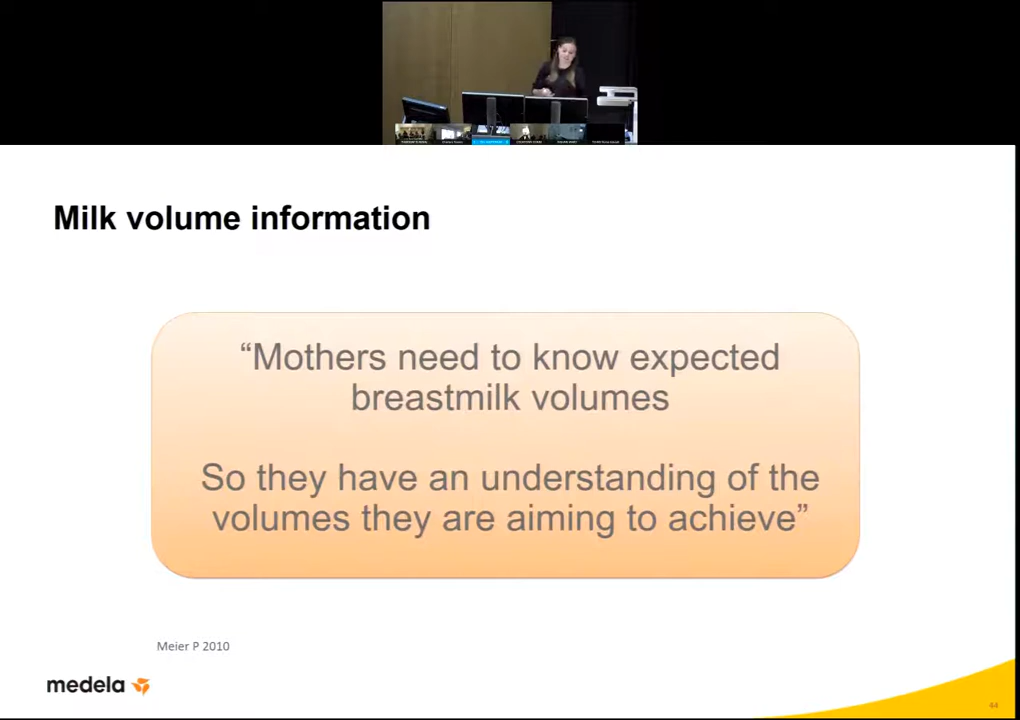 Milk volume information
“Mothers need to know expected
breastmilk volumes
So they have an understanding of the
volumes they are aiming to achieve”
Meier P 2010
medela
64